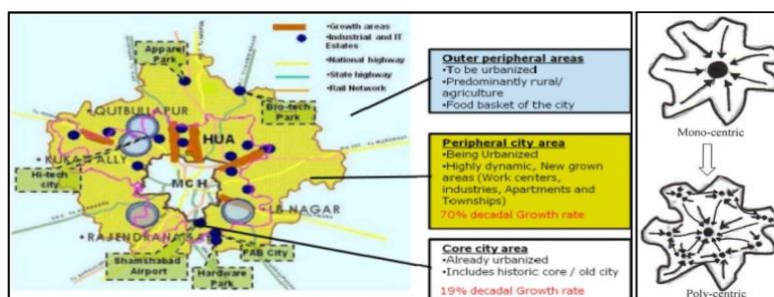 •Growth areas
•Industrial and IT
Estates
•National highway
•State highway
•Rail Network
Apparel
Park
Bio-tech
Park
•QUTBULLAPUR
HUA
Hi-tech
city
MCH
LB NAGAR
Shamshabad
Airport
Hardware
Park
FAB City
Outer peripheral areas
•To be urbanized
•Predominantly rural/
agriculture
•Food basket of the city
Peripheral city area
•Being Urbanized
•Highly dynamic, New grown
areas (Work centers,
industries, Apartments and
Townships)
70% decadal Growth rate
Core city area
•Already urbanized
•Includes historic core / old city
19% decadal Growth rate
Mono-centric
Poly-centric